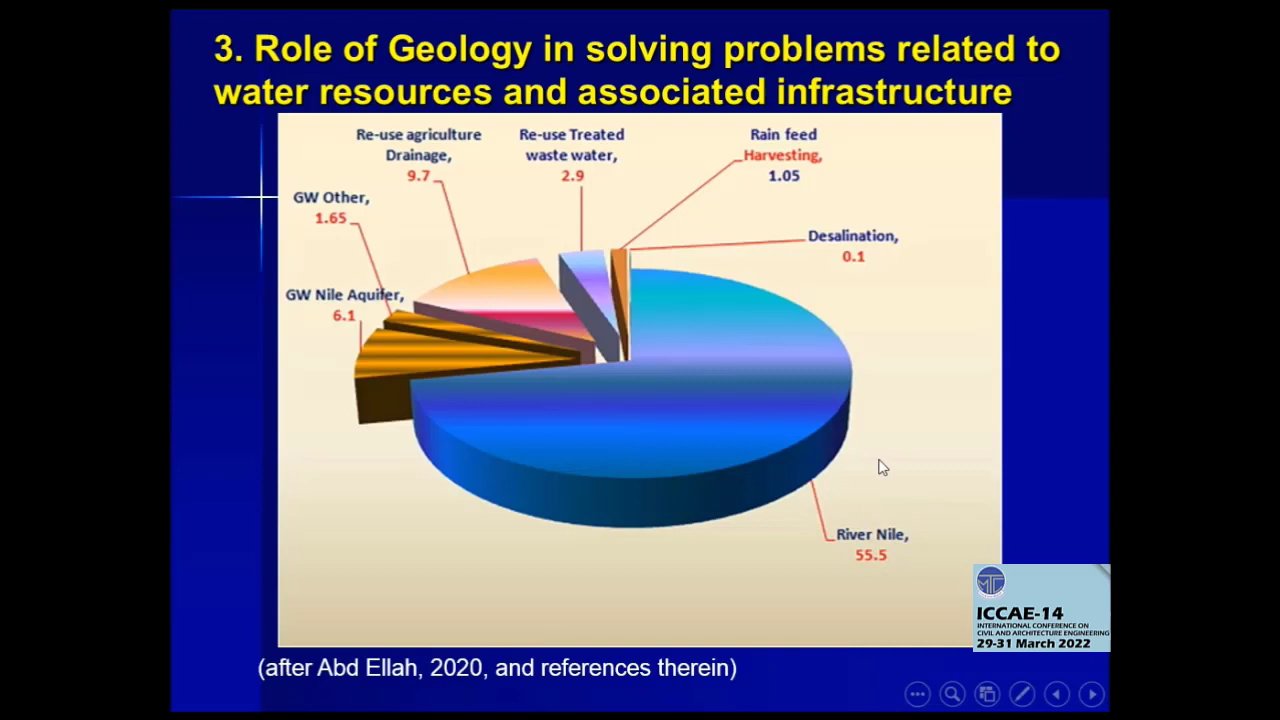 3. Role of Geology in solving problems related to
water resources and associated infrastructure
Re-use agriculture
Drainage,
9.7
Re-use Treated
waste water,
2.9
Rain feed
Harvesting,
1.05
GW Other,
1.65
Desalination,
0.1
GW Nile Aquifer,
6.1
River Nile,
55.5
MTC
ICCAE-14
INTERNATIONAL CONFERENCE ON
CIVIL AND ARCHITECTURE ENGINEERING
29-31 March 2022
(after Abd Ellah, 2020, and references therein)